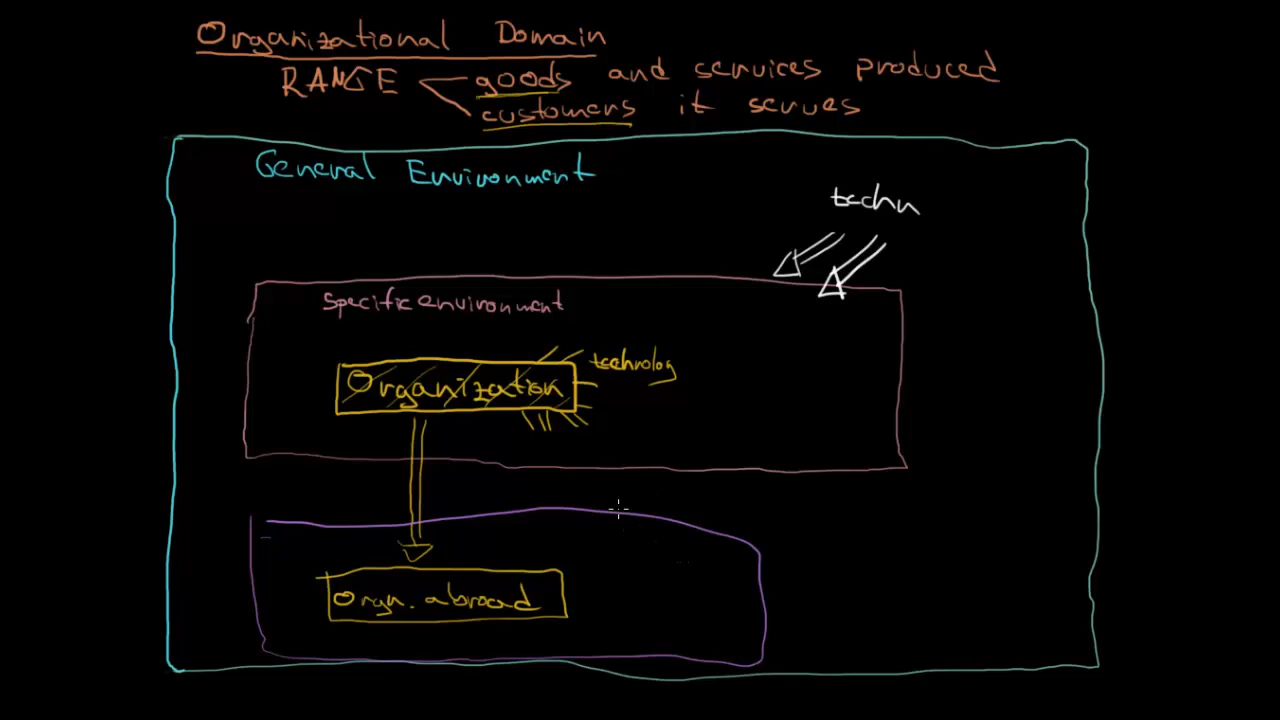 Organizational Domain
RANGE goods and services produced
customers it serves
General Environment
techn
specific environment
technolog
Organization
Orgn. abroad